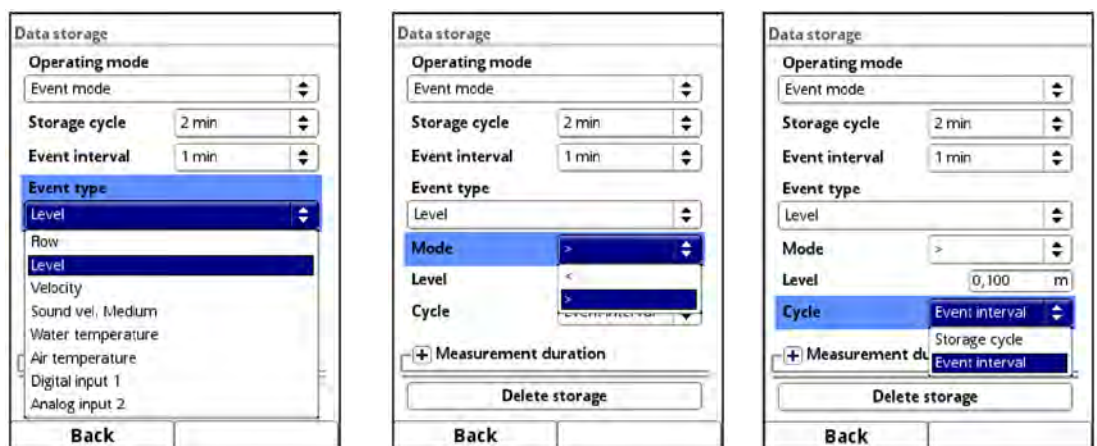 Data storage
Operating mode
Event mode
Storage cycle 2 min
Event interval 1 min
Event type
Level
Flow
Level
Velocity
Sound vel. Medium
Water temperature
Air temperature
Digital input 1
Analog input 2
Back
Data storage
Operating mode
Event mode
Storage cycle 2 min
Event interval 1 min
Event type
Level
Mode >
Level <
>
Cycle Event interval
+ Measurement duration
Delete storage
Back
Data storage
Operating mode
Event mode
Storage cycle 2 min
Event interval 1 min
Event type
Level
Mode >
Level 0,100 m
Cycle Event interval
Storage cycle
+ Measurement du Event interval
Delete storage
Back